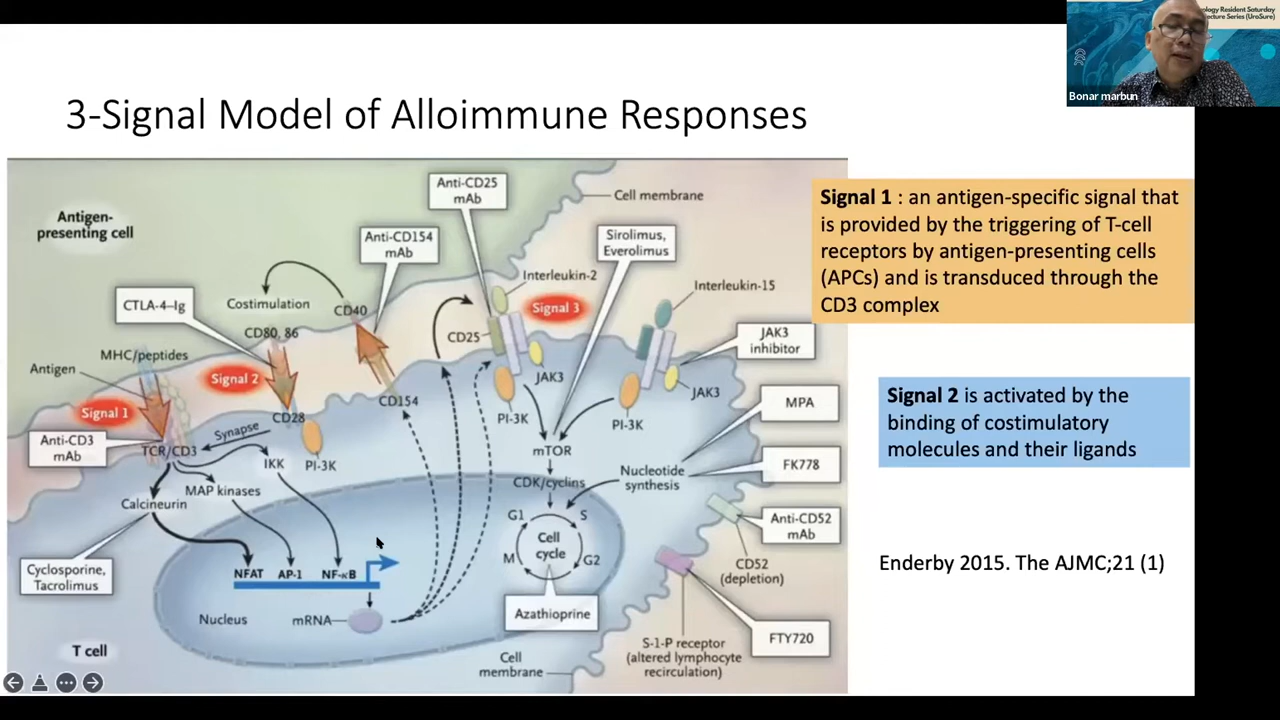 ology Resident Saturday
ecture Series (UroSure)
Bonar marbun
3-Signal Model of Alloimmune Responses
Antigen-
presenting cell
Anti-CD25
mAb
Cell membrane
Anti-CD154
mAb
Sirolimus,
Everolimus
Interleukin-2
Interleukin-15
CTLA-4–Ig
Costimulation
CD40
Signal 3
CD80, 86
CD25
JAK3
inhibitor
MHC/peptides
Antigen
Signal 2
JAK3
JAK3
Signal 1
CD28
CD154
PI-3K
PI-3K
MPA
Anti-CD3
mAb
Synapse
TCR/CD3
IKK
PI-3K
mTOR
Nucleotide
synthesis
FK778
MAP kinases
Calcineurin
CDK/cyclins
G1
S
Cell
cycle
M
G2
Anti-CD52
mAb
CD52
(depletion)
Cyclosporine,
Tacrolimus
NFAT
AP-1
NF-κB
Azathioprine
Nucleus
mRNA
FTY720
S-1-P receptor
(altered lymphocyte
recirculation)
T cell
Cell
membrane
Signal 1 : an antigen-specific signal that
is provided by the triggering of T-cell
receptors by antigen-presenting cells
(APCs) and is transduced through the
CD3 complex
Signal 2 is activated by the
binding of costimulatory
molecules and their ligands
Enderby 2015. The AJMC;21 (1)